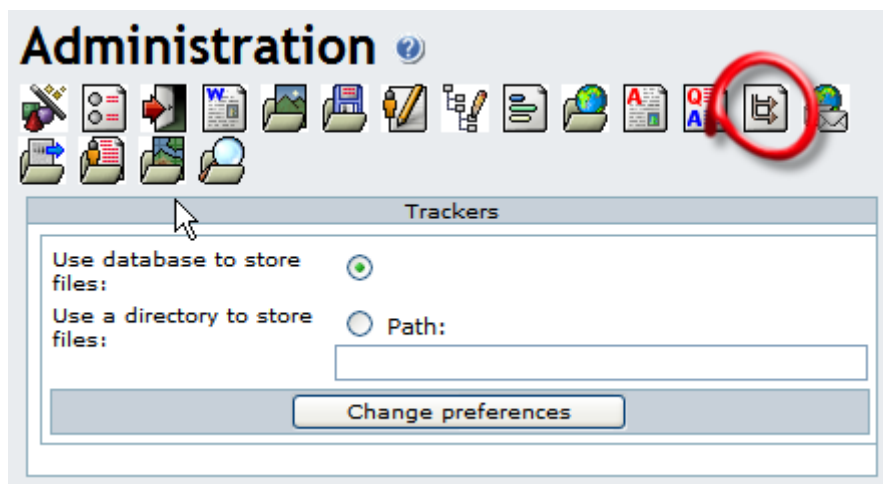 Administration
Trackers
Use database to store
files:
Use a directory to store
files:
Path:
Change preferences